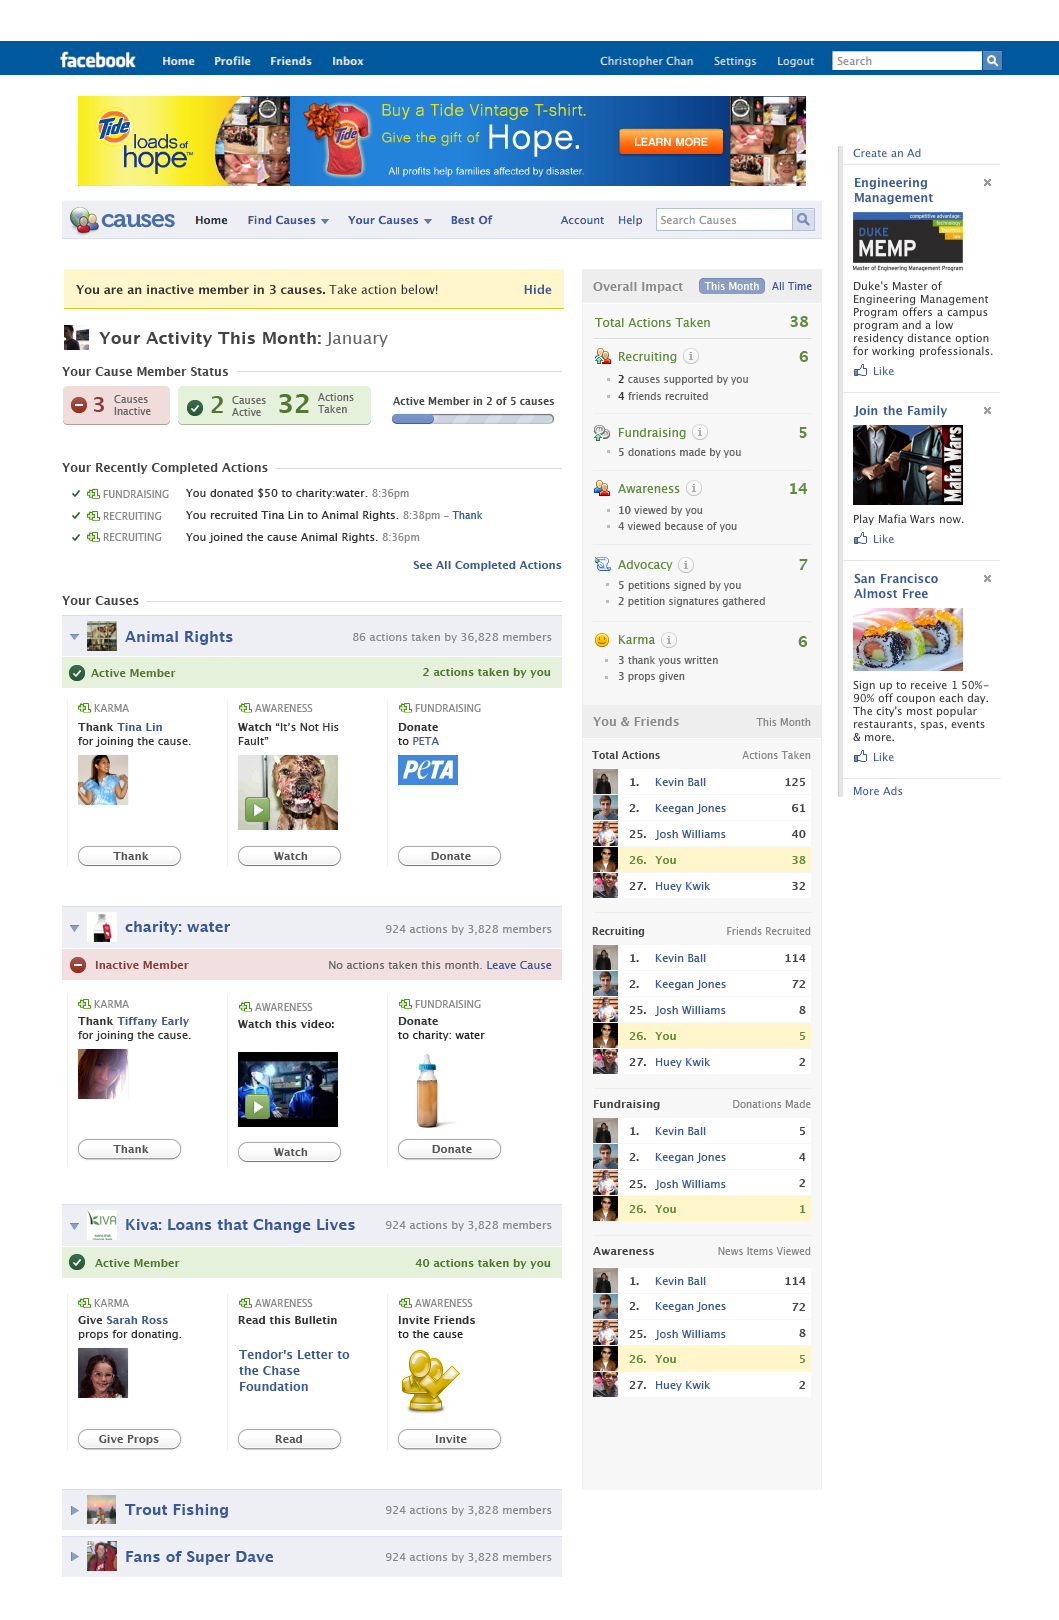 facebook Home Profile Friends Inbox Christopher Chan Settings Logout Search
Tide loads of hope™
Buy a Tide Vintage T-shirt.
Give the gift of Hope.
All profits help families affected by disaster.
LEARN MORE
causes Home Find Causes Your Causes Best Of Account Help Search Causes
You are an inactive member in 3 causes. Take action below! Hide
Your Activity This Month: January
Your Cause Member Status
3 Causes Inactive
2 Causes Active 32 Actions Taken
Active Member in 2 of 5 causes
Your Recently Completed Actions
FUNDRAISING You donated $50 to charity:water. 8:36pm
RECRUITING You recruited Tina Lin to Animal Rights. 8:38pm – Thank
RECRUITING You joined the cause Animal Rights. 8:36pm
See All Completed Actions
Your Causes
Animal Rights 86 actions taken by 36,828 members
Active Member 2 actions taken by you
KARMA
Thank Tina Lin
for joining the cause.
Thank
AWARENESS
Watch “It’s Not His
Fault”
Watch
FUNDRAISING
Donate
to PETA
PeTA
Donate
charity: water 924 actions by 3,828 members
Inactive Member No actions taken this month. Leave Cause
KARMA
Thank Tiffany Early
for joining the cause.
Thank
AWARENESS
Watch this video:
Watch
FUNDRAISING
Donate
to charity: water
Donate
KIVA
Kiva: Loans that Change Lives 924 actions by 3,828 members
Active Member 40 actions taken by you
KARMA
Give Sarah Ross
props for donating.
Give Props
AWARENESS
Read this Bulletin
Tendor's Letter to
the Chase
Foundation
Read
AWARENESS
Invite Friends
to the cause
Invite
Trout Fishing 924 actions by 3,828 members
Fans of Super Dave 924 actions by 3,828 members
Overall Impact This Month All Time
Total Actions Taken 38
Recruiting i 6
2 causes supported by you
4 friends recruited
Fundraising i 5
5 donations made by you
Awareness i 14
10 viewed by you
4 viewed because of you
Advocacy i 7
5 petitions signed by you
2 petition signatures gathered
Karma i 6
3 thank yous written
3 props given
You & Friends This Month
Total Actions Actions Taken
1. Kevin Ball 125
2. Keegan Jones 61
25. Josh Williams 40
26. You 38
27. Huey Kwik 32
Recruiting Friends Recruited
1. Kevin Ball 114
2. Keegan Jones 72
25. Josh Williams 8
26. You 5
27. Huey Kwik 2
Fundraising Donations Made
1. Kevin Ball 5
2. Keegan Jones 4
25. Josh Williams 2
26. You 1
Awareness News Items Viewed
1. Kevin Ball 114
2. Keegan Jones 72
25. Josh Williams 8
26. You 5
27. Huey Kwik 2
Create an Ad
Engineering
Management
competitive advantage:
technology
business
law
DUKE
MEMP
Master of Engineering Management Program
Duke's Master of
Engineering Management
Program offers a campus
program and a low
residency distance option
for working professionals.
Like
Join the Family
Mafia Wars
Play Mafia Wars now.
Like
San Francisco
Almost Free
Sign up to receive 1 50%-
90% off coupon each day.
The city's most popular
restaurants, spas, events
& more.
Like
More Ads